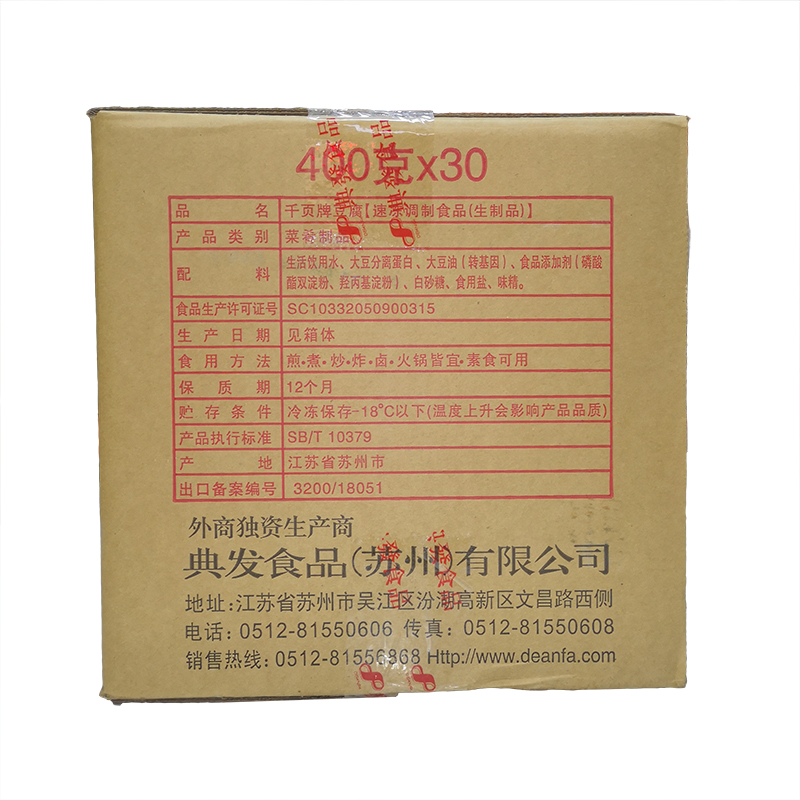 400克x30
品名 千页牌豆腐【速冻调制食品(生制品)】
产品类别 菜肴制品
配料 生活饮用水、大豆分离蛋白、大豆油（转基因）、食品添加剂（磷酸
酯双淀粉、羟丙基淀粉）、白砂糖、食用盐、味精。
食品生产许可证号 SC10332050900315
生产日期 见箱体
食用方法 煎·煮·炒·炸·卤·火锅皆宜·素食可用
保质期 12个月
贮存条件 冷冻保存-18℃以下(温度上升会影响产品品质)
产品执行标准 SB/T 10379
产地 江苏省苏州市
出口备案编号 3200/18051
外商独资生产商
典发食品(苏州)有限公司
地址:江苏省苏州市吴江区汾湖高新区文昌路西侧
电话: 0512-81550606 传真: 0512-81550608
销售热线: 0512-81556868 Http://www.deanfa.com